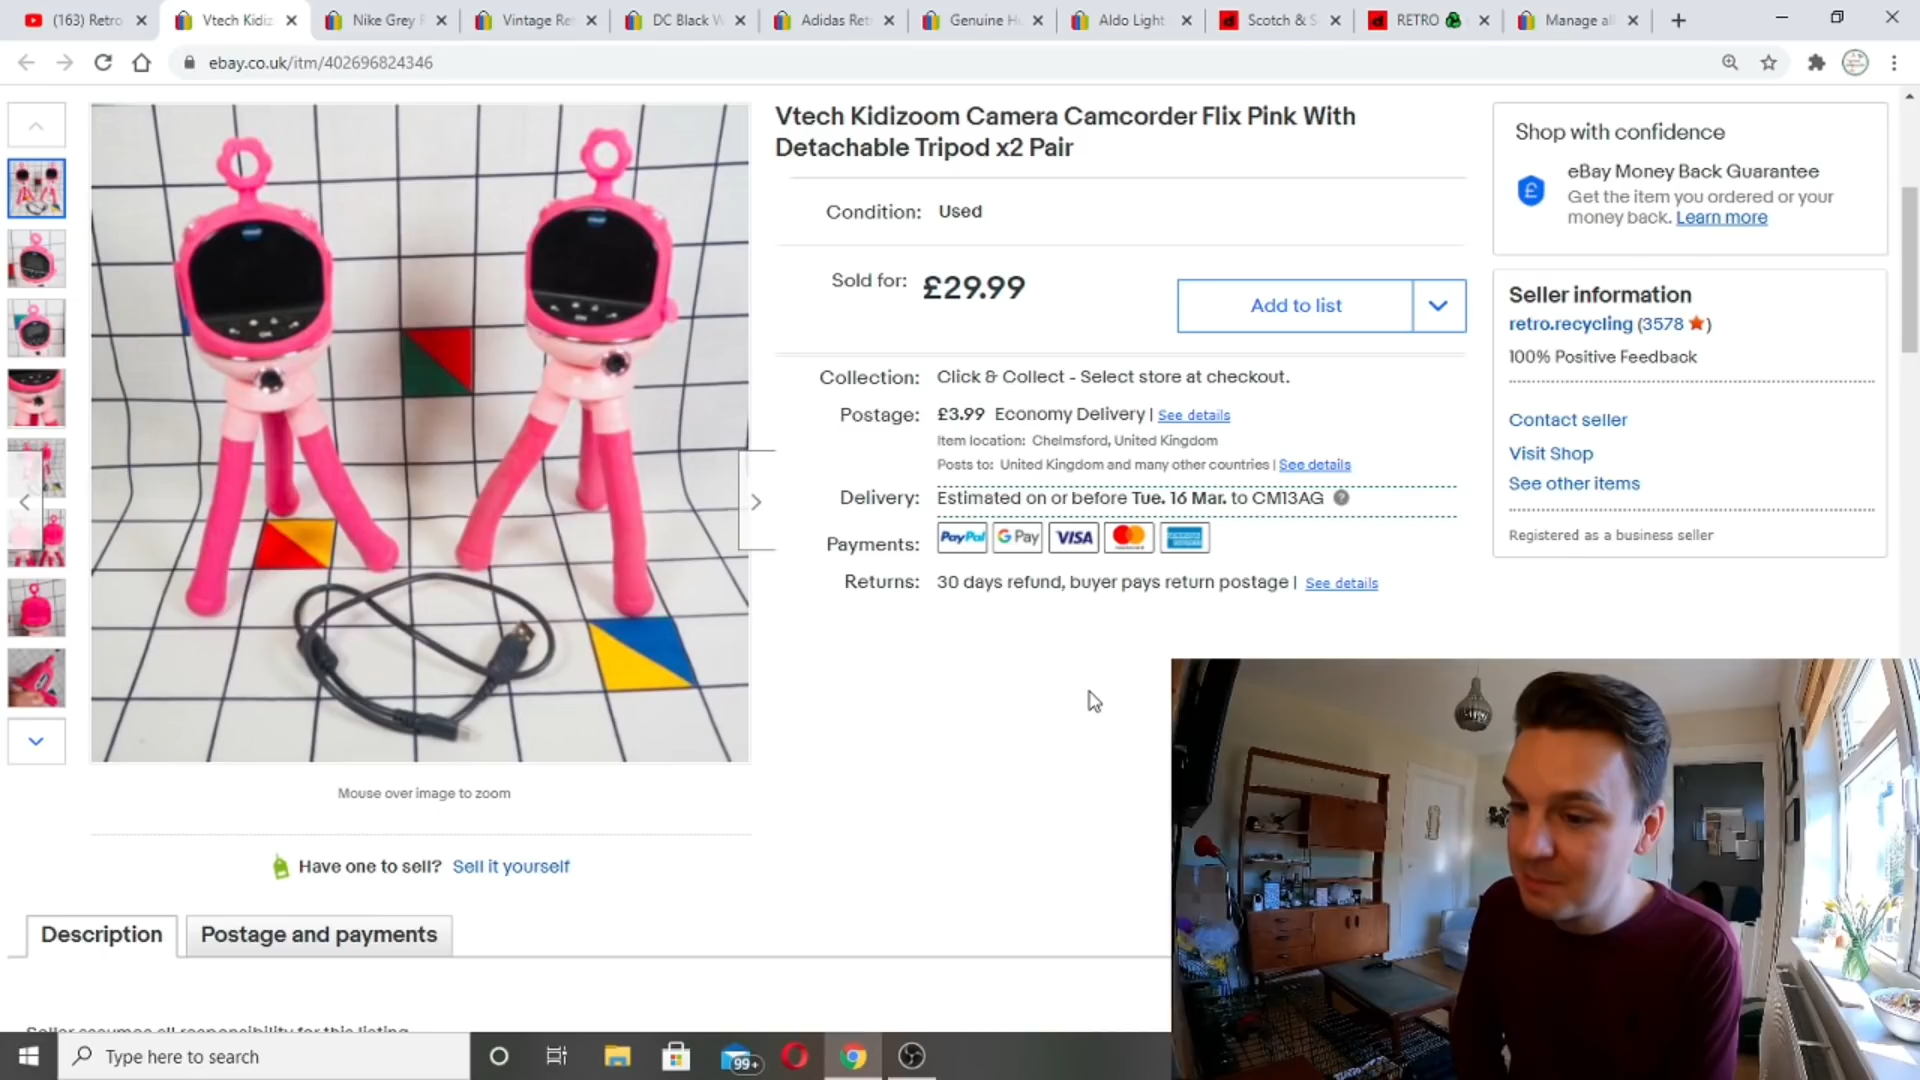 (163) Retro
Vtech Kidiz
Nike Grey
Vintage Re
DC Black W
Adidas Ret
Genuine H
Aldo Light
Scotch & S
RETRO
Manage all
ebay.co.uk/itm/402696824346
Vtech Kidizoom Camera Camcorder Flix Pink With
Detachable Tripod x2 Pair
Condition: Used
Sold for: £29.99
Add to list
Collection: Click & Collect - Select store at checkout.
Postage: £3.99 Economy Delivery | See details
Item location: Chelmsford, United Kingdom
Posts to: United Kingdom and many other countries | See details
Delivery: Estimated on or before Tue. 16 Mar. to CM13AG
Payments: PayPal G Pay VISA
Returns: 30 days refund, buyer pays return postage | See details
Shop with confidence
eBay Money Back Guarantee
Get the item you ordered or your
money back. Learn more
Seller information
retro.recycling (3578)
100% Positive Feedback
Contact seller
Visit Shop
See other items
Registered as a business seller
Mouse over image to zoom
Have one to sell? Sell it yourself
Description
Postage and payments
Seller assumes all responsibility for this listing
Type here to search
99+